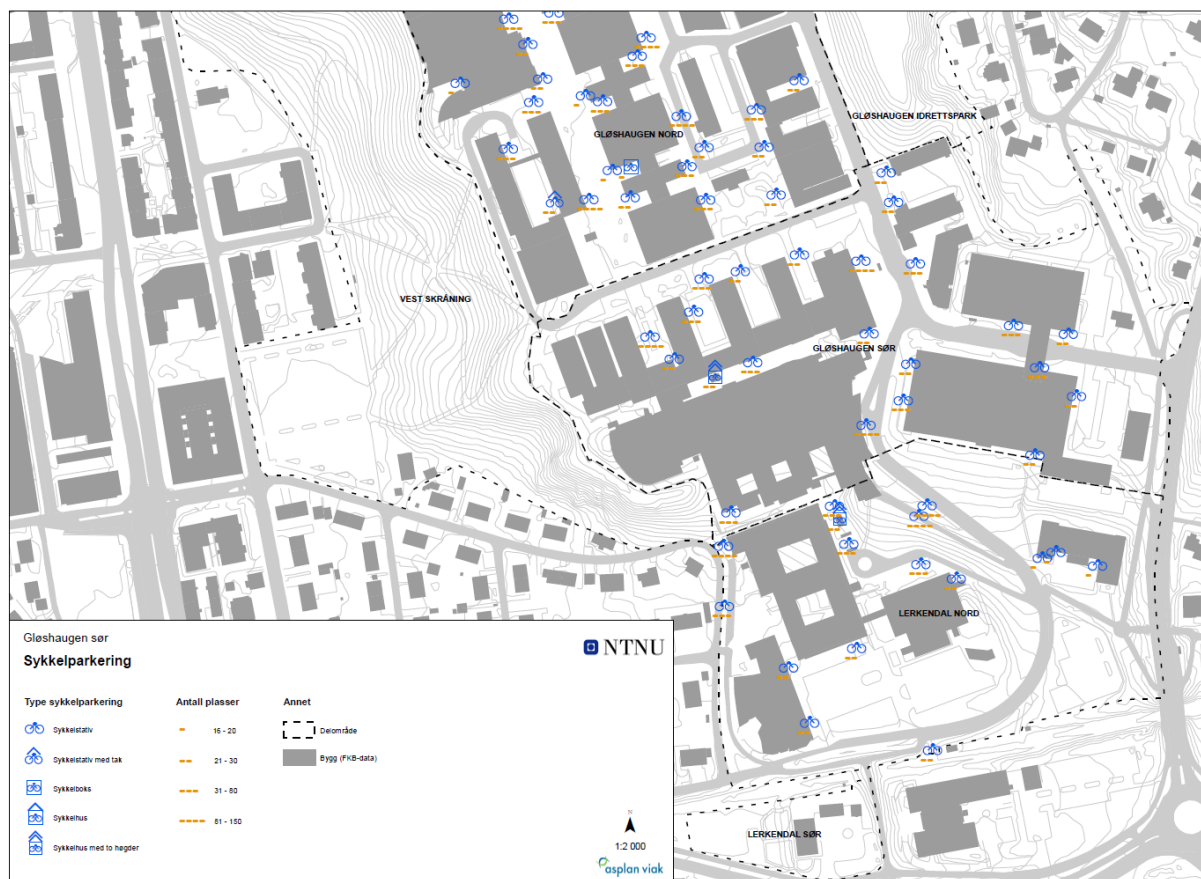 GLØSHAUGEN NORD
GLØSHAUGEN IDRETTSPARK
VEST SKRÅNING
GLØSHAUGEN SØR
LERKENDAL NORD
LERKENDAL SØR
Gløshaugen sør
Sykkelparkering
NTNU
Type sykkelparkering
Antall plasser
Annet
Sykkelstativ
16 - 20
Delområde
Sykkelstativ med tak
21 - 30
Bygg (FKB-data)
Sykkelboks
31 - 80
Sykkelhus
81 - 150
Sykkelhus med to høgder
N
1:2 000
asplan viak